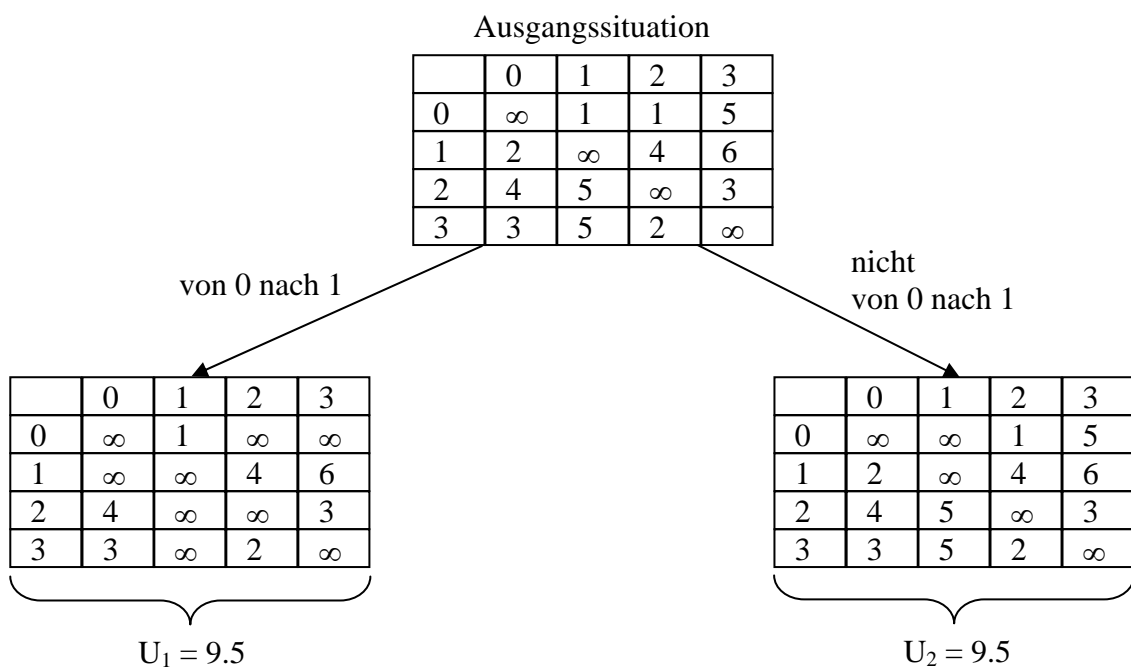 Ausgangssituation
0 1 2 3
0 ∞ 1 1 5
1 2 ∞ 4 6
2 4 5 ∞ 3
3 3 5 2 ∞
von 0 nach 1
nicht
von 0 nach 1
0 1 2 3
0 ∞ 1 ∞ ∞
1 ∞ ∞ 4 6
2 4 ∞ ∞ 3
3 3 ∞ 2 ∞
U₁ = 9.5
0 1 2 3
0 ∞ ∞ 1 5
1 2 ∞ 4 6
2 4 5 ∞ 3
3 3 5 2 ∞
U₂ = 9.5